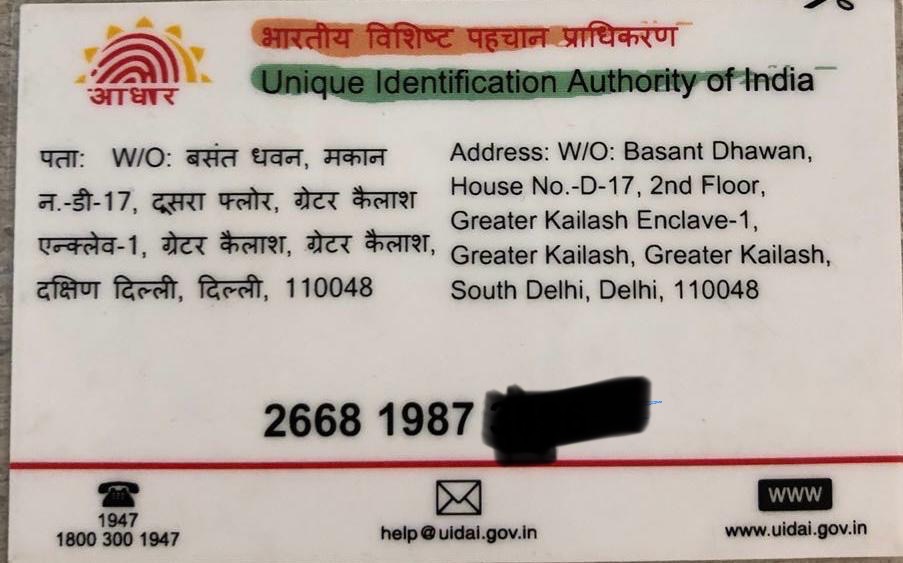 आधार
भारतीय विशिष्ट पहचान प्राधिकरण
Unique Identification Authority of India
पता: W/O: बसंत धवन, मकान
न.-डी-17, दूसरा फ्लोर, ग्रेटर कैलाश
एन्क्लेव-1, ग्रेटर कैलाश, ग्रेटर कैलाश,
दक्षिण दिल्ली, दिल्ली, 110048
Address: W/O: Basant Dhawan,
House No.-D-17, 2nd Floor,
Greater Kailash Enclave-1,
Greater Kailash, Greater Kailash,
South Delhi, Delhi, 110048
2668 1987
1947
1800 300 1947
help@uidai.gov.in
WWW
www.uidai.gov.in